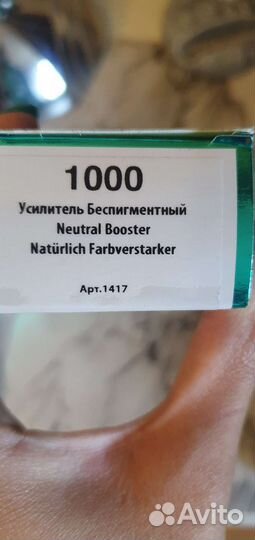 1000
Усилитель Беспигментный
Neutral Booster
Natürlich Farbverstarker
Арт.1417
Avito